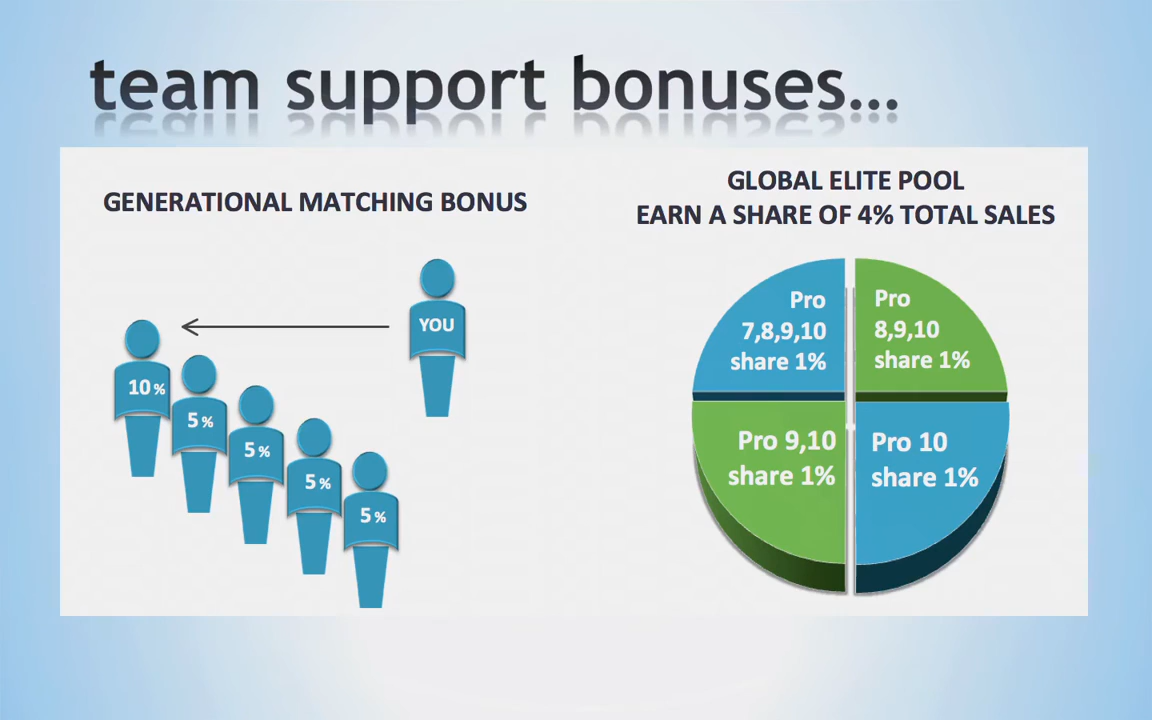 team support bonuses...
GENERATIONAL MATCHING BONUS
YOU
10%
5%
5%
5%
5%
GLOBAL ELITE POOL
EARN A SHARE OF 4% TOTAL SALES
Pro
7,8,9,10
share 1%
Pro
8,9,10
share 1%
Pro 9,10
share 1%
Pro 10
share 1%